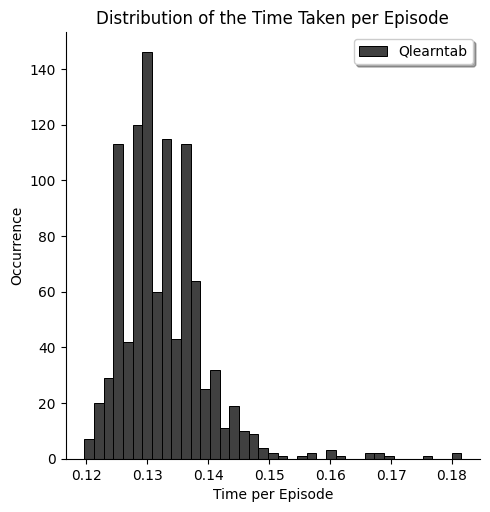 Distribution of the Time Taken per Episode
Qlearntab
140
120
100
80
60
40
20
0
Occurrence
0.12 0.13 0.14 0.15 0.16 0.17 0.18
Time per Episode